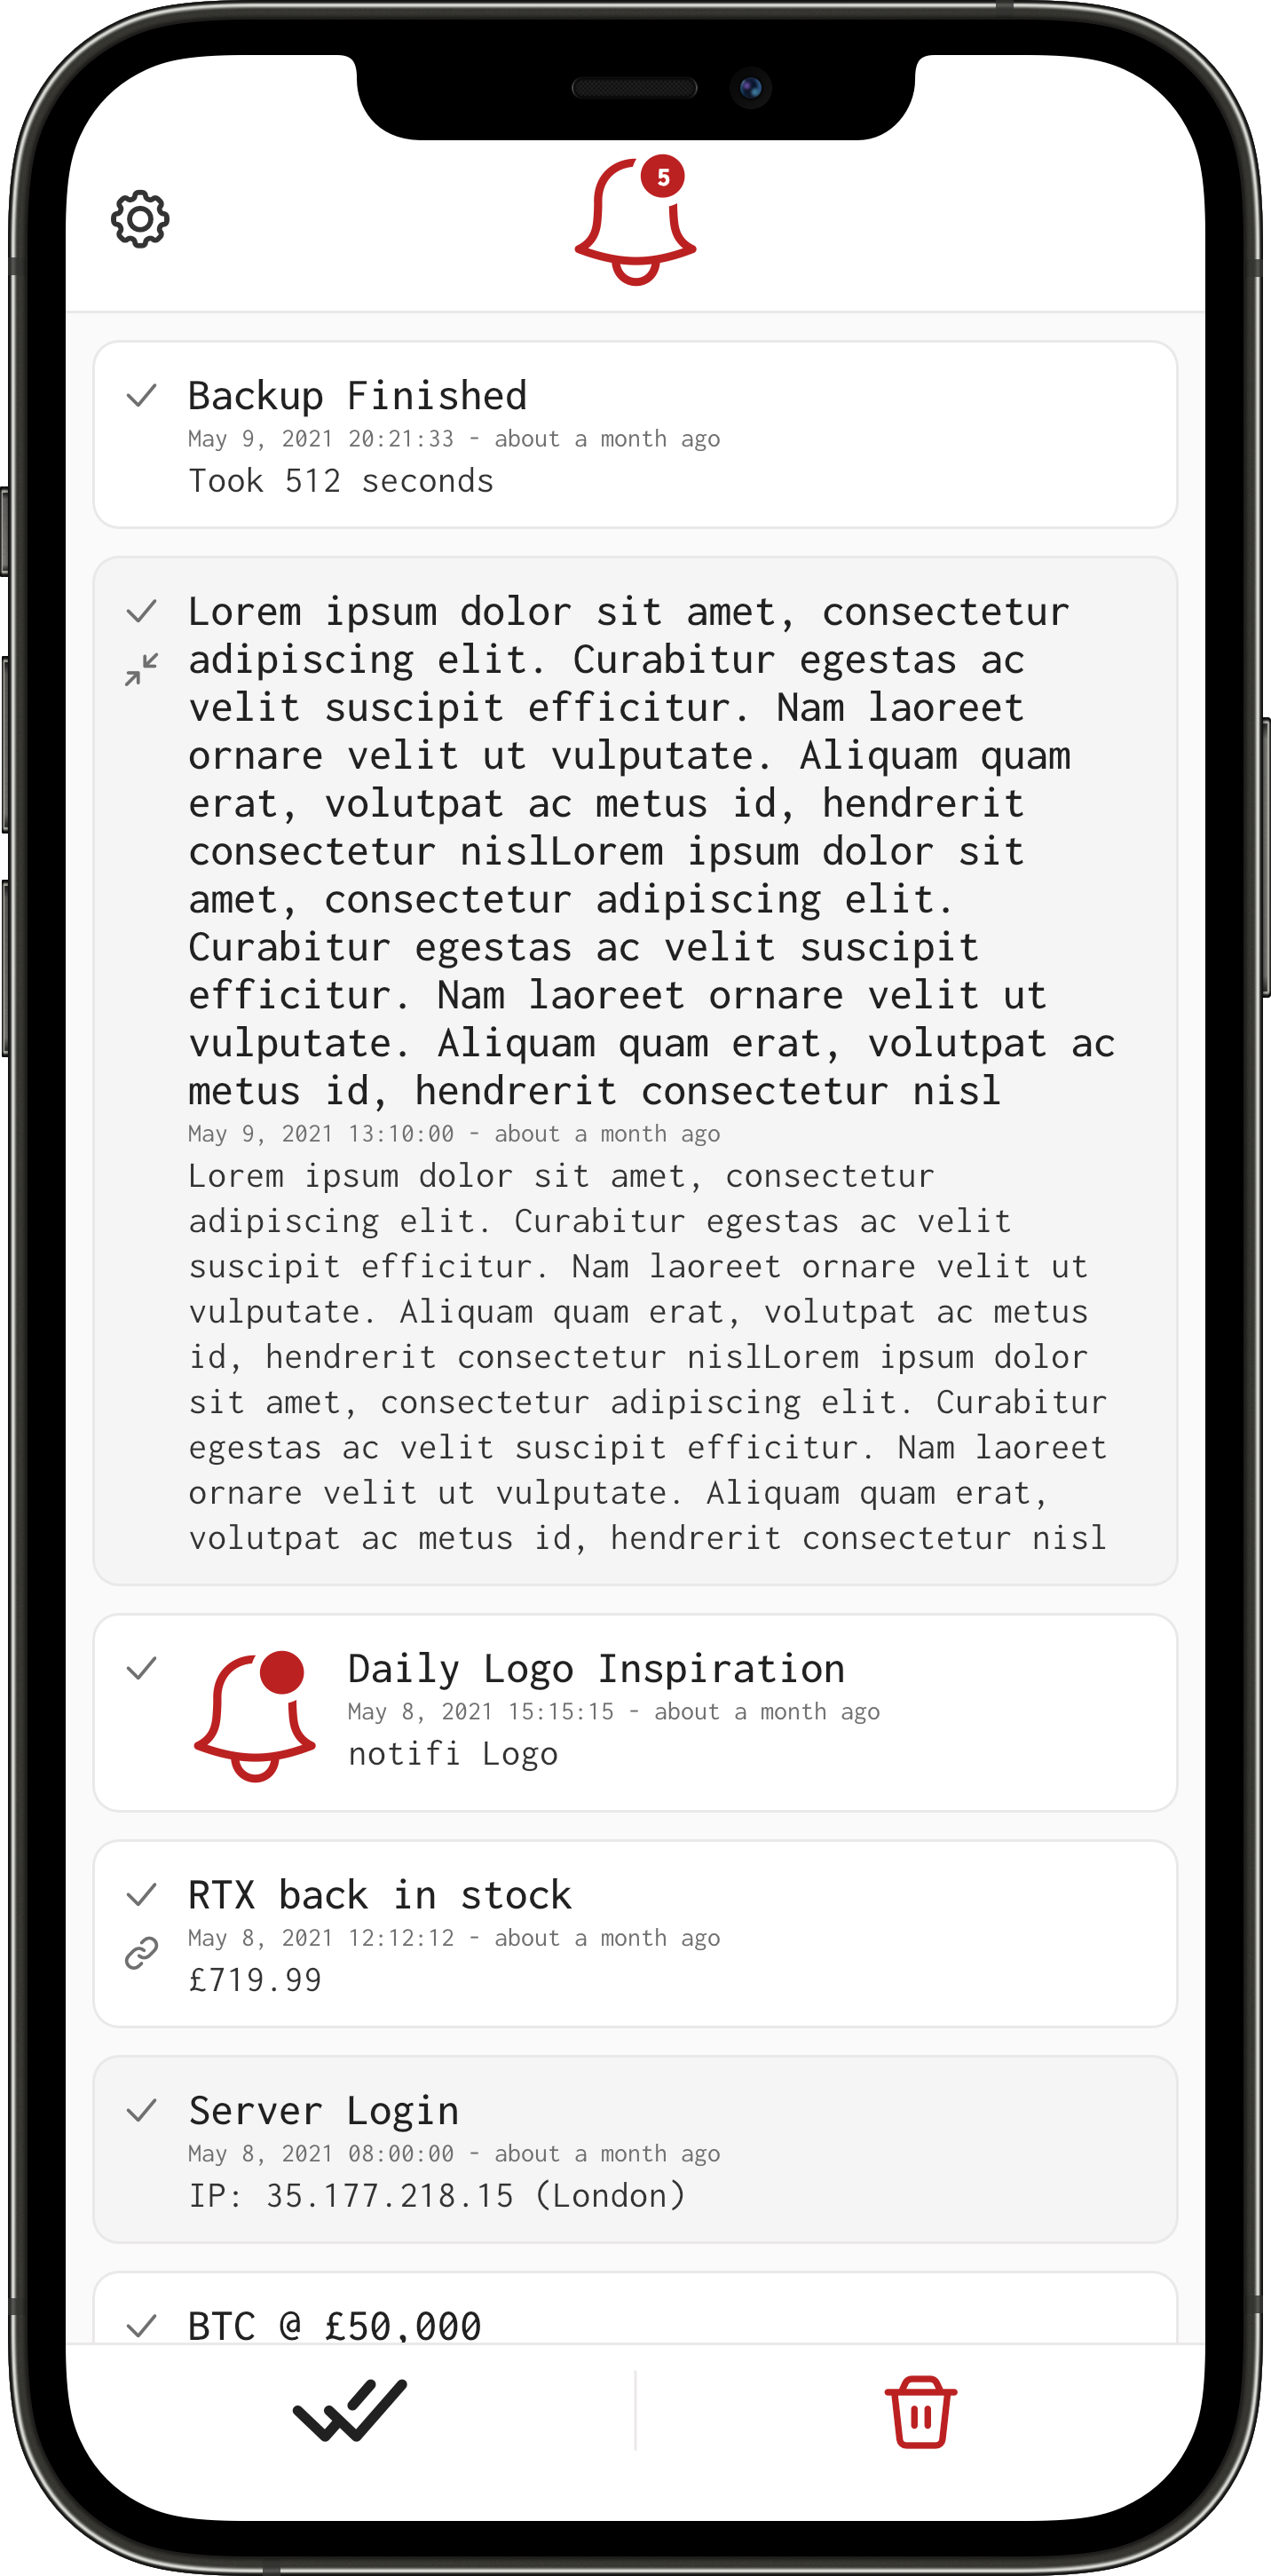 5
Backup Finished
May 9, 2021 20:21:33 - about a month ago
Took 512 seconds
Lorem ipsum dolor sit amet, consectetur
adipiscing elit. Curabitur egestas ac
velit suscipit efficitur. Nam laoreet
ornare velit ut vulputate. Aliquam quam
erat, volutpat ac metus id, hendrerit
consectetur nislLorem ipsum dolor sit
amet, consectetur adipiscing elit.
Curabitur egestas ac velit suscipit
efficitur. Nam laoreet ornare velit ut
vulputate. Aliquam quam erat, volutpat ac
metus id, hendrerit consectetur nisl
May 9, 2021 13:10:00 - about a month ago
Lorem ipsum dolor sit amet, consectetur
adipiscing elit. Curabitur egestas ac velit
suscipit efficitur. Nam laoreet ornare velit ut
vulputate. Aliquam quam erat, volutpat ac metus
id, hendrerit consectetur nislLorem ipsum dolor
sit amet, consectetur adipiscing elit. Curabitur
egestas ac velit suscipit efficitur. Nam laoreet
ornare velit ut vulputate. Aliquam quam erat,
volutpat ac metus id, hendrerit consectetur nisl
Daily Logo Inspiration
May 8, 2021 15:15:15 - about a month ago
notifi Logo
RTX back in stock
May 8, 2021 12:12:12 - about a month ago
£719.99
Server Login
May 8, 2021 08:00:00 - about a month ago
IP: 35.177.218.15 (London)
BTC @ £50,000